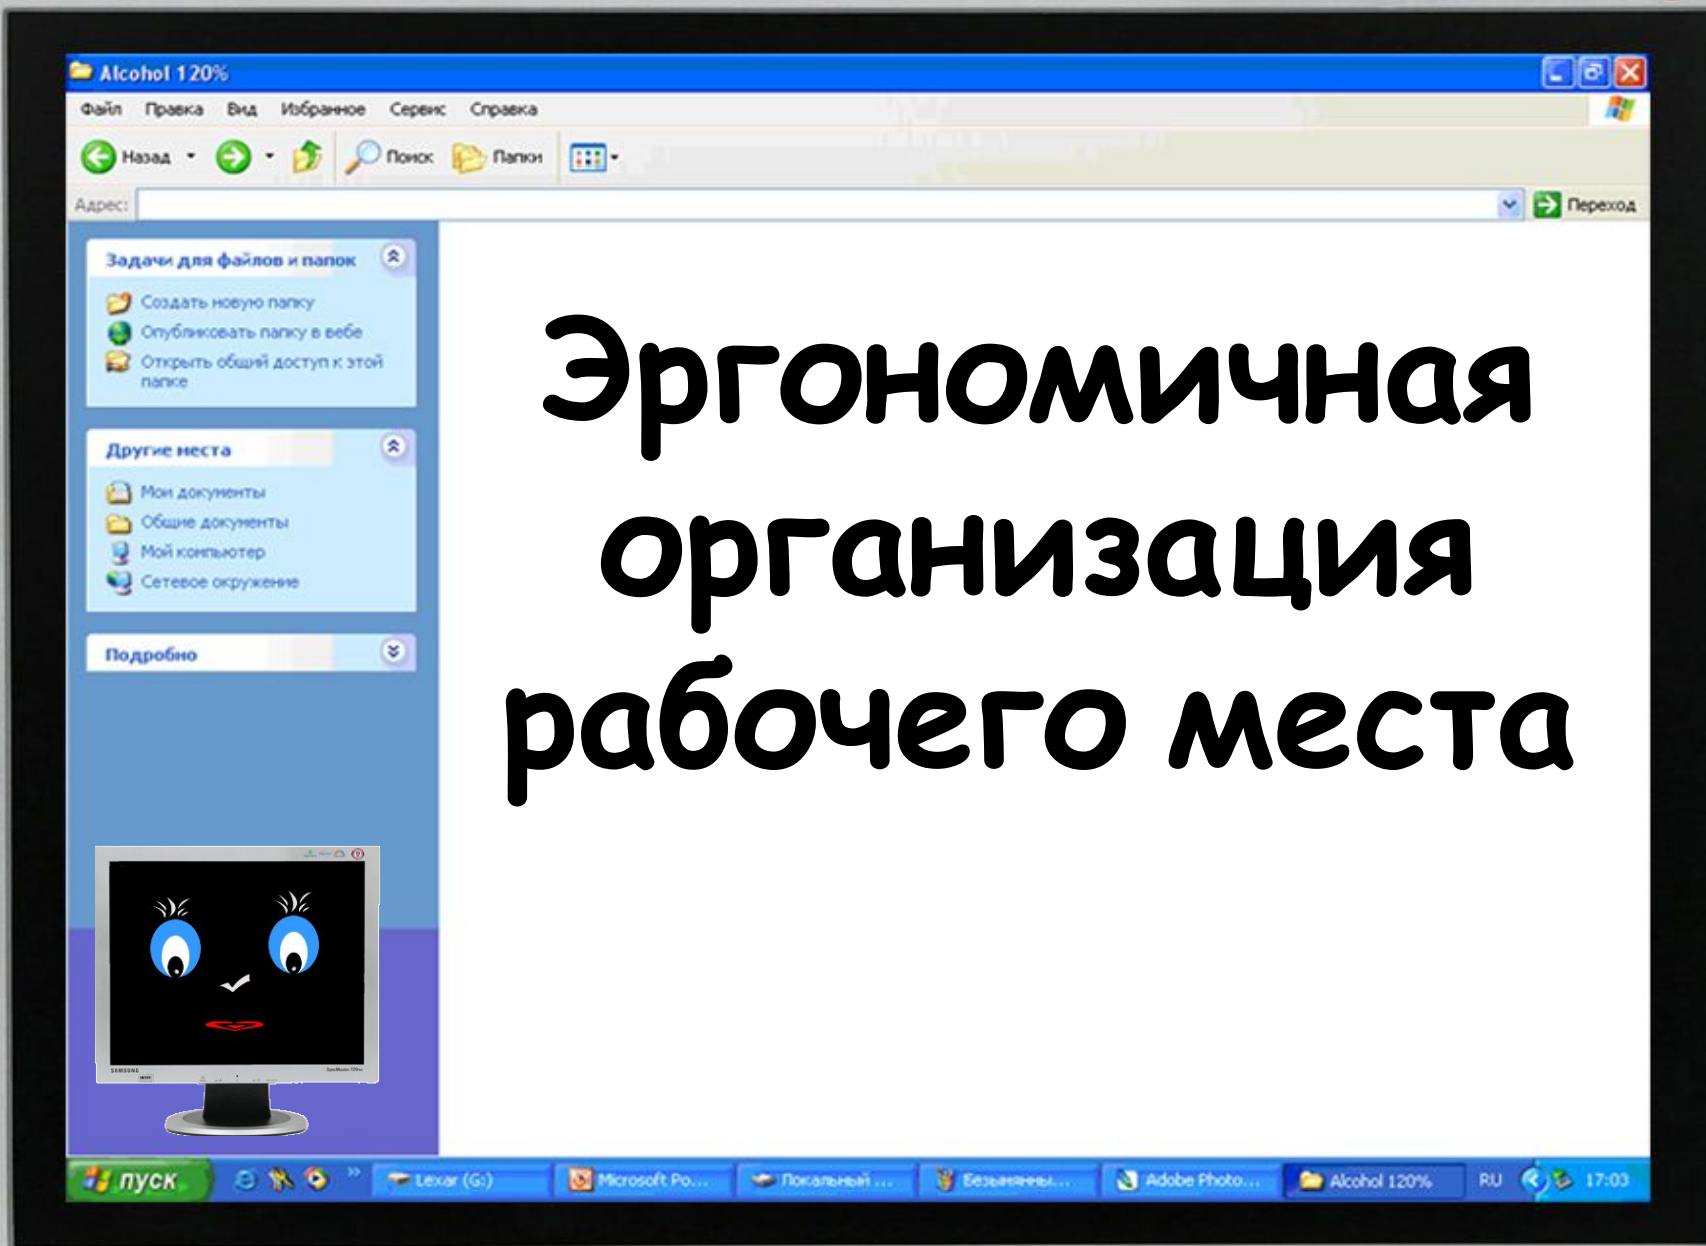 Alcohol 120%
Файл Правка Вид Избранное Сервис Справка
Назад Поиск Папки
Адрес: Переход
Задачи для файлов и папок
Создать новую папку
Опубликовать папку в вебе
Открыть общий доступ к этой
папке
Другие места
Мои документы
Общие документы
Мой компьютер
Сетевое окружение
Подробно
Эргономичная
организация
рабочего места
SAMSUNG
пуск Lexar (G:) Microsoft Po... Локальный ... Безымянны... Adobe Photo... Alcohol 120% RU 17:03